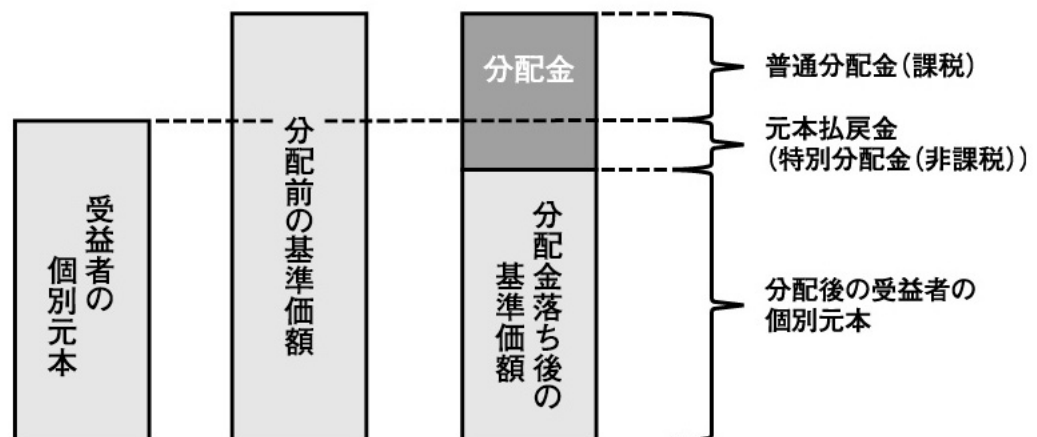 受益者の
個別元本
分配前の基準価額
分配金
分配金落ち後の
基準価額
普通分配金（課税）
元本払戻金
（特別分配金（非課税））
分配後の受益者の
個別元本